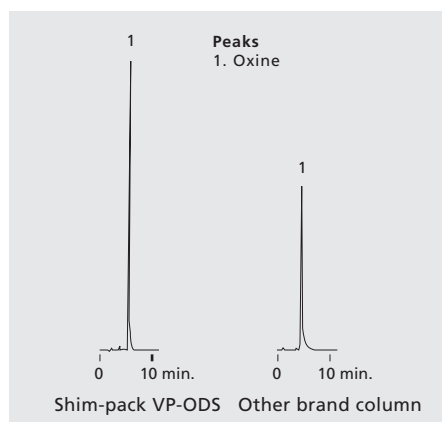 1
Peaks
1. Oxine
1
0
10 min.
0
10 min.
Shim-pack VP-ODS
Other brand column